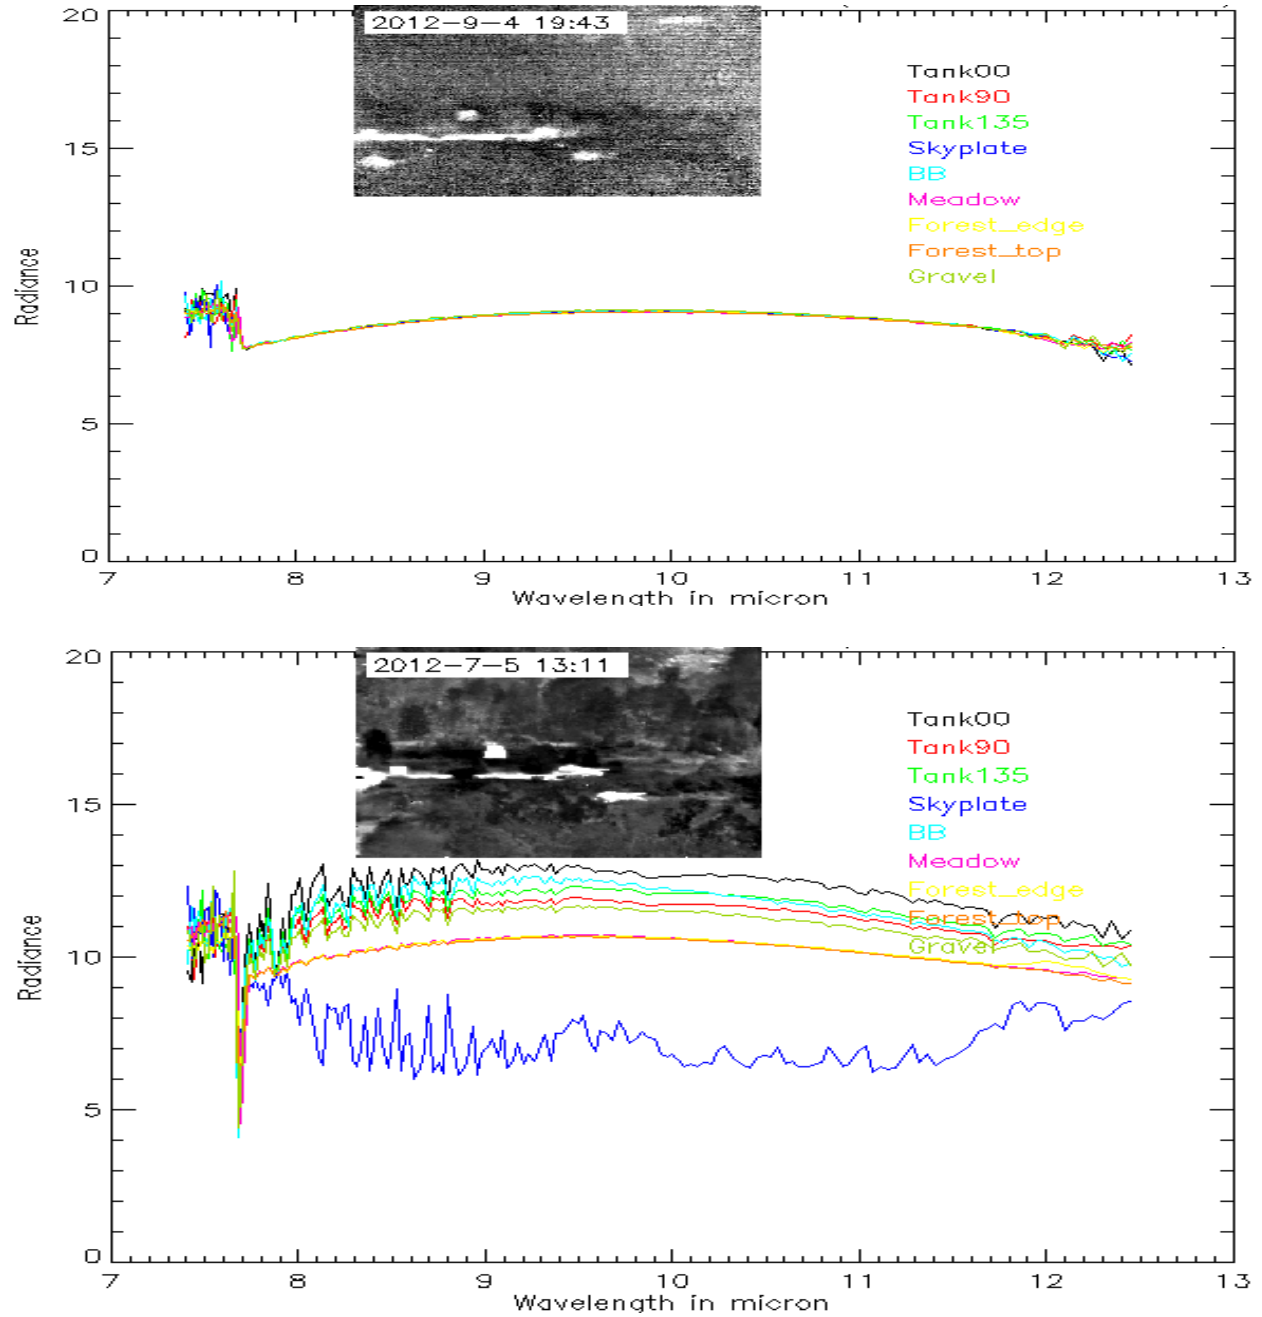 2012-9-4 19:43
20
15
10
5
0
Radiance
Tank00
Tank90
Tank135
Skyplate
BB
Meadow
Forest_edge
Forest_top
Gravel
7 8 9 10 11 12 13
Wavelength in micron
2012-7-5 13:11
20
15
10
5
0
Radiance
Tank00
Tank90
Tank135
Skyplate
BB
Meadow
Forest_edge
Forest_top
Gravel
7 8 9 10 11 12 13
Wavelength in micron